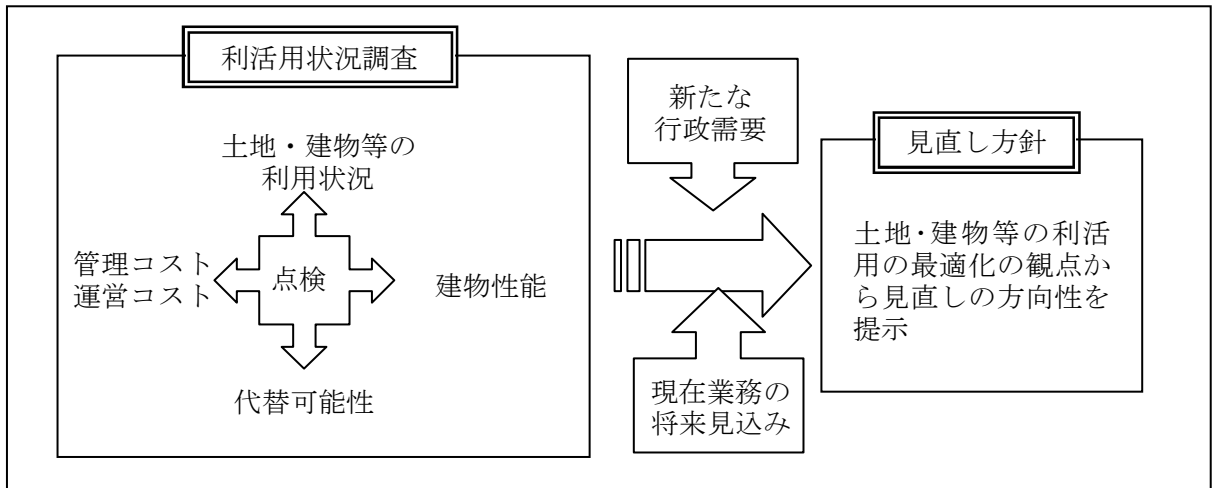 利活用状況調査
土地・建物等の
利用状況
管理コスト
運営コスト
点検
建物性能
代替可能性
新たな
行政需要
現在業務の
将来見込み
見直し方針
土地・建物等の利活
用の最適化の観点か
ら見直しの方向性を
提示